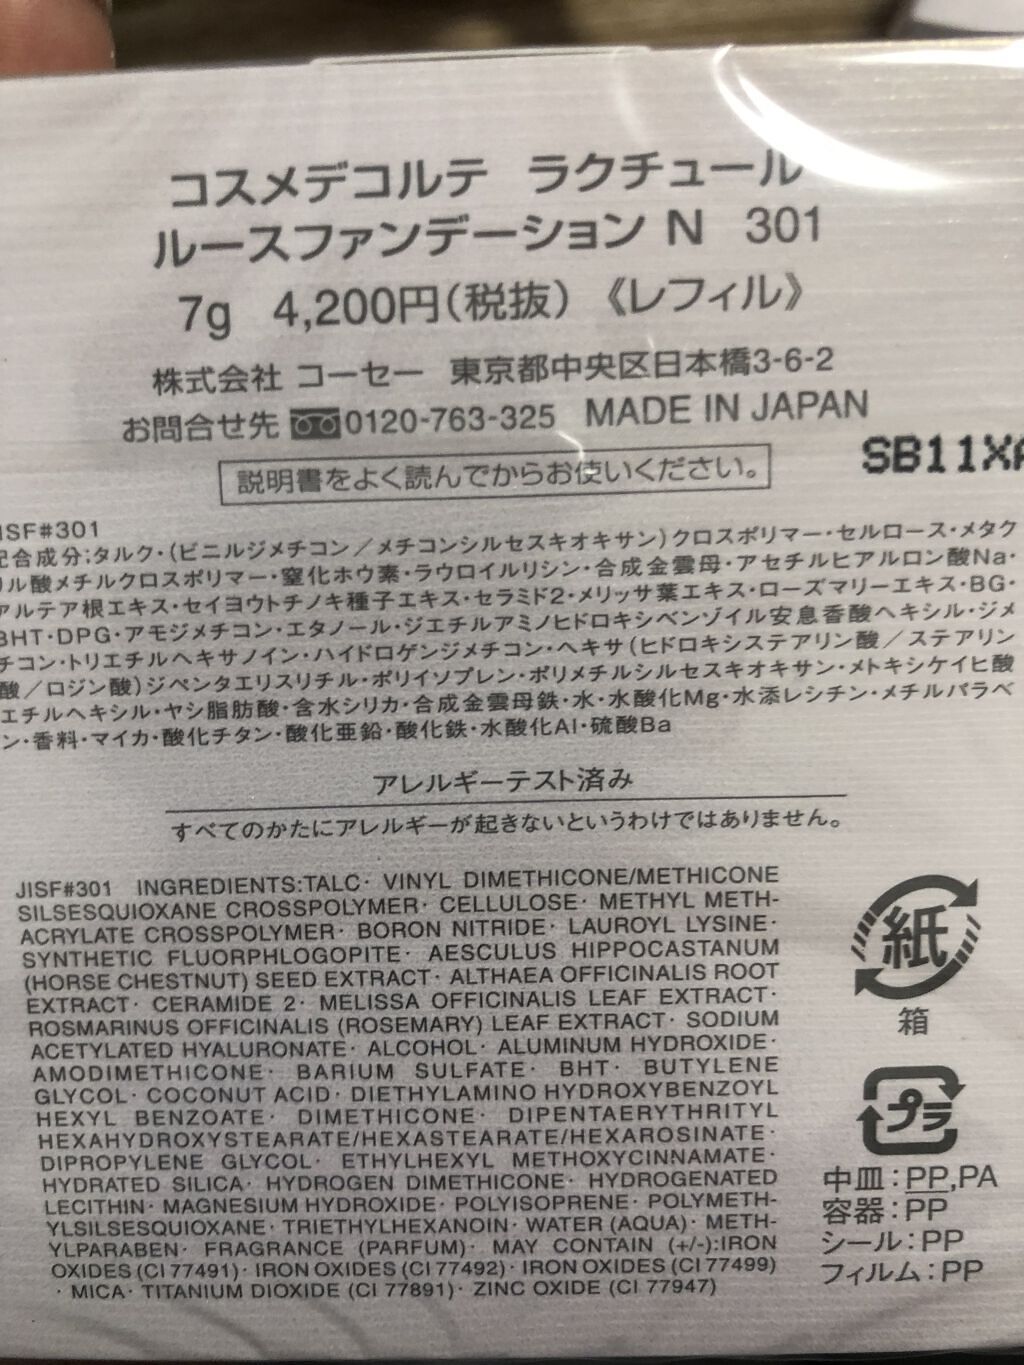 コスメデコルテ ラクチュール
ルースファンデーション N 301
7g 4,200円(税抜)《レフィル》
株式会社 コーセー 東京都中央区日本橋3-6-2
お問合せ先 0120-763-325 MADE IN JAPAN
SB11XA
説明書をよく読んでからお使いください。
JISF#301
配合成分:タルク・(ビニルジメチコン/メチコンシルセスキオキサン)クロスポリマー・セルロース・メタク
リル酸メチルクロスポリマー・窒化ホウ素・ラウロイルリシン・合成金雲母・アセチルヒアルロン酸Na・
アルテア根エキス・セイヨウトチノキ種子エキス・セラミド2・メリッサ葉エキス・ローズマリーエキス・BG・
BHT・DPG・アモジメチコン・エタノール・ジエチルアミノヒドロキシベンゾイル安息香酸ヘキシル・ジメ
チコン・トリエチルヘキサノイン・ハイドロゲンジメチコン・ヘキサ(ヒドロキシステアリン酸/ステアリン
酸/ロジン酸)ジペンタエリスリチル・ポリイソプレン・ポリメチルシルセスキオキサン・メトキシケイヒ酸
エチルヘキシル・ヤシ脂肪酸・含水シリカ・合成金雲母鉄・水・水酸化Mg・水添レシチン・メチルパラベ
ン・香料・マイカ・酸化チタン・酸化亜鉛・酸化鉄・水酸化Al・硫酸Ba
アレルギーテスト済み
すべてのかたにアレルギーが起きないというわけではありません。
JISF#301 INGREDIENTS:TALC· VINYL DIMETHICONE/METHICONE
SILSESQUIOXANE CROSSPOLYMER· CELLULOSE· METHYL METH-
ACRYLATE CROSSPOLYMER· BORON NITRIDE· LAUROYL LYSINE·
SYNTHETIC FLUORPHLOGOPITE· AESCULUS HIPPOCASTANUM
(HORSE CHESTNUT) SEED EXTRACT· ALTHAEA OFFICINALIS ROOT
EXTRACT· CERAMIDE 2· MELISSA OFFICINALIS LEAF EXTRACT·
ROSMARINUS OFFICINALIS (ROSEMARY) LEAF EXTRACT· SODIUM
ACETYLATED HYALURONATE· ALCOHOL· ALUMINUM HYDROXIDE·
AMODIMETHICONE· BARIUM SULFATE· BHT· BUTYLENE
GLYCOL· COCONUT ACID· DIETHYLAMINO HYDROXYBENZOYL
HEXYL BENZOATE· DIMETHICONE· DIPENTAERYTHRITYL
HEXAHYDROXYSTEARATE/HEXASTEARATE/HEXAROSINATE·
DIPROPYLENE GLYCOL· ETHYLHEXYL METHOXYCINNAMATE·
HYDRATED SILICA· HYDROGEN DIMETHICONE· HYDROGENATED
LECITHIN· MAGNESIUM HYDROXIDE· POLYISOPRENE· POLYMETH-
YLSILSESQUIOXANE· TRIETHYLHEXANOIN· WATER (AQUA)· METH-
YLPARABEN· FRAGRANCE (PARFUM)· MAY CONTAIN (+/-):IRON
OXIDES (CI 77491)· IRON OXIDES (CI 77492)· IRON OXIDES (CI 77499)
· MICA· TITANIUM DIOXIDE (CI 77891)· ZINC OXIDE (CI 77947)
紙
箱
プラ
中皿:PP,PA
容器:PP
シール:PP
フィルム:PP